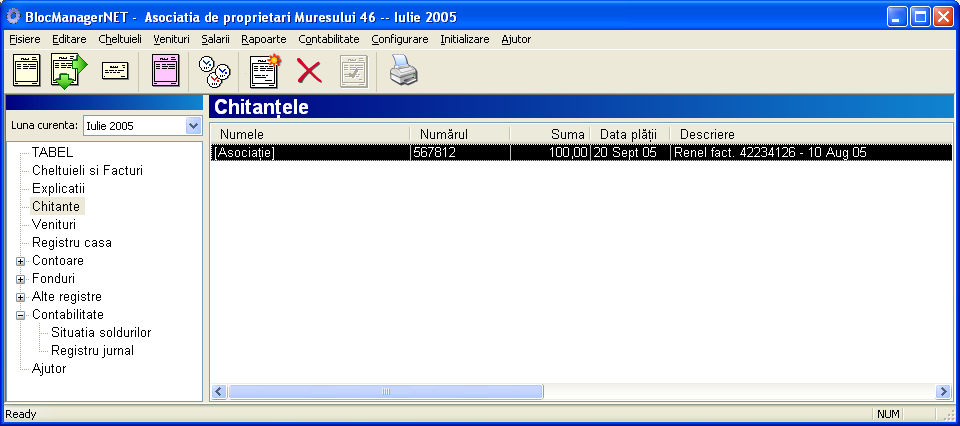 BlocManagerNET - Asociatia de proprietari Muresului 46 -- Iulie 2005
Fisiere Editare Cheltuieli Venituri Salarii Rapoarte Contabilitate Configurare Initializare Ajutor
Chitanțele
Luna curenta: Iulie 2005
Numele Numărul Suma Data plății Descriere
[Asociație] 567812 100,00 20 Sept 05 Renel fact. 42234126 - 10 Aug 05
TABEL
Cheltuieli si Facturi
Explicatii
Chitante
Venituri
Registru casa
Contoare
Fonduri
Alte registre
Contabilitate
Situatia soldurilor
Registru jurnal
Ajutor
Ready NUM